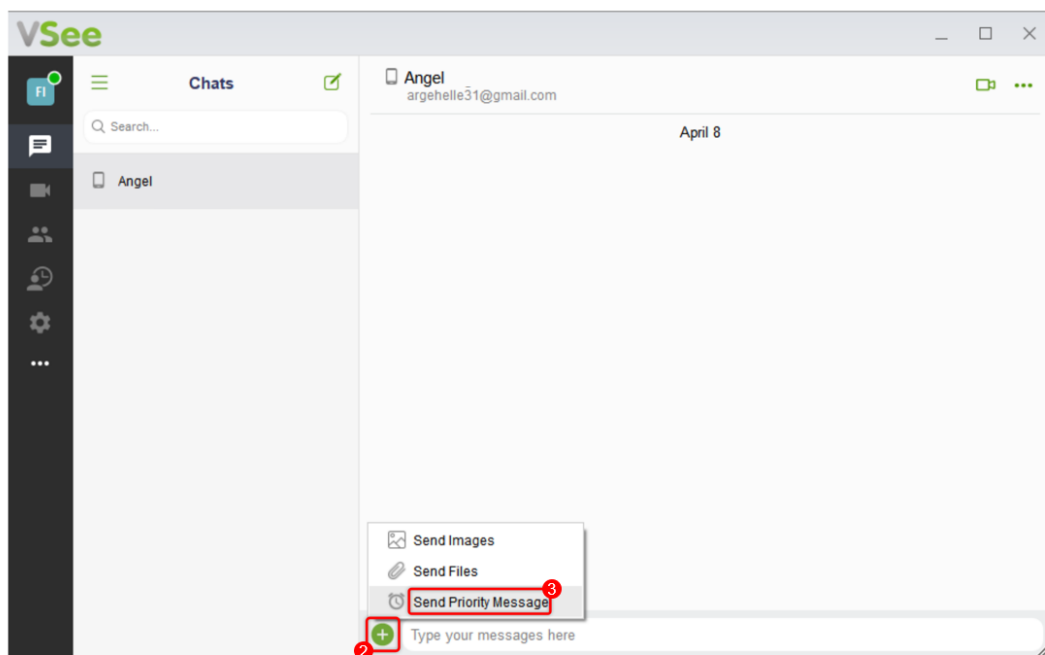 VSee
FI
Chats
Search...
Angel
Angel
argehelle31@gmail.com
April 8
Send Images
Send Files
Send Priority Message
3
2
Type your messages here